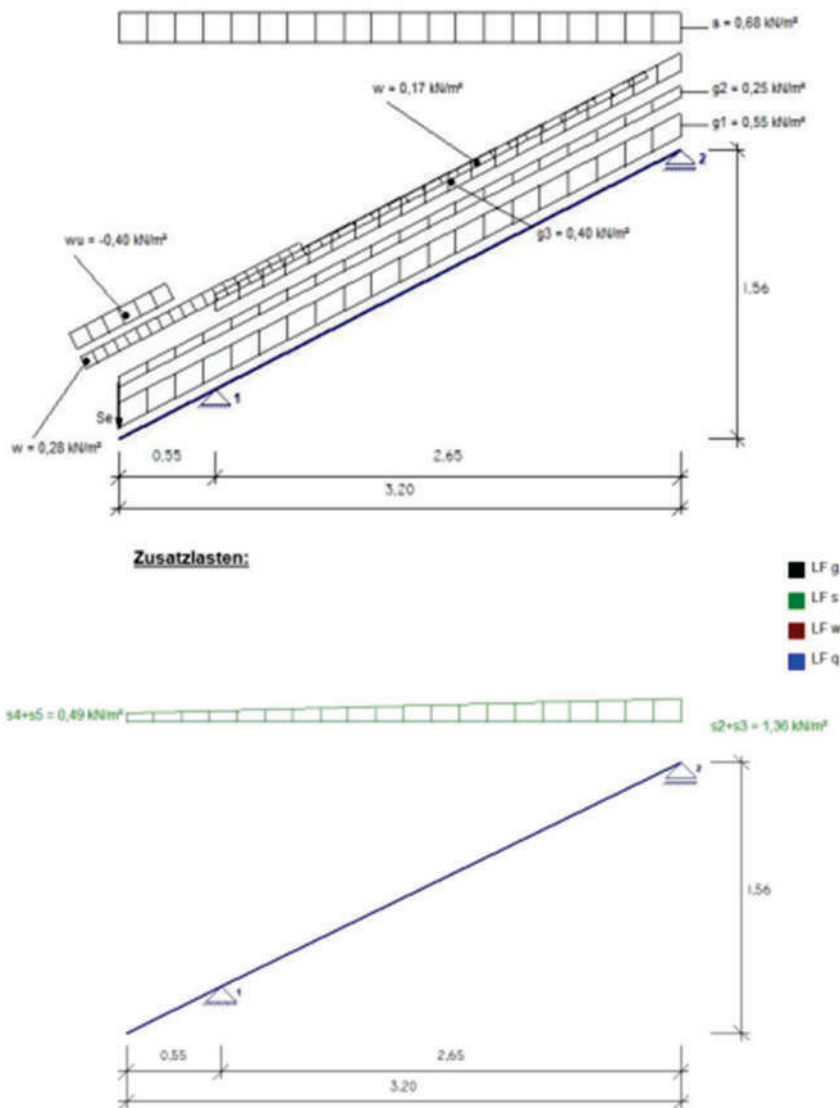 s = 0,68 kN/m²
w = 0,17 kN/m²
g2 = 0,25 kN/m²
g1 = 0,55 kN/m²
2
wu = -0,40 kN/m²
g3 = 0,40 kN/m²
1,56
Se
1
w = 0,28 kN/m²
0,55
2,65
3,20
Zusatzlasten:
LF g
LF s
LF w
LF q
s4+s5 = 0,49 kN/m²
s2+s3 = 1,36 kN/m²
2
1,56
1
0,55
2,65
3,20